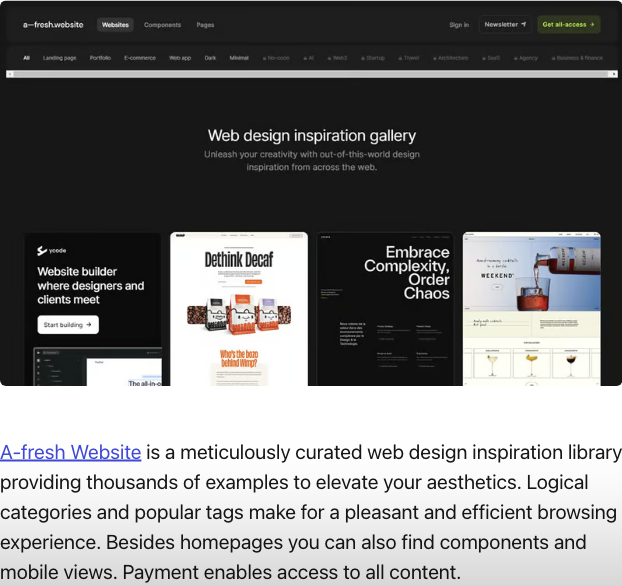 a—fresh.website Websites Components Pages Sign in Newsletter Get all-access →
All Landing page Portfolio E-commerce Web app Dark Minimal No-code AI Web3 Startup Travel Architecture SaaS Agency Business & finance
Web design inspiration gallery
Unleash your creativity with out-of-this-world design
inspiration from across the web.
ycode
Website builder
where designers and
clients meet
Start building →
The all-in-o
Dethink Decaf
Who's the bozo
behind Wimp?
Embrace
Complexity,
Order
Chaos
WEEKEND
A-fresh Website is a meticulously curated web design inspiration library
providing thousands of examples to elevate your aesthetics. Logical
categories and popular tags make for a pleasant and efficient browsing
experience. Besides homepages you can also find components and
mobile views. Payment enables access to all content.